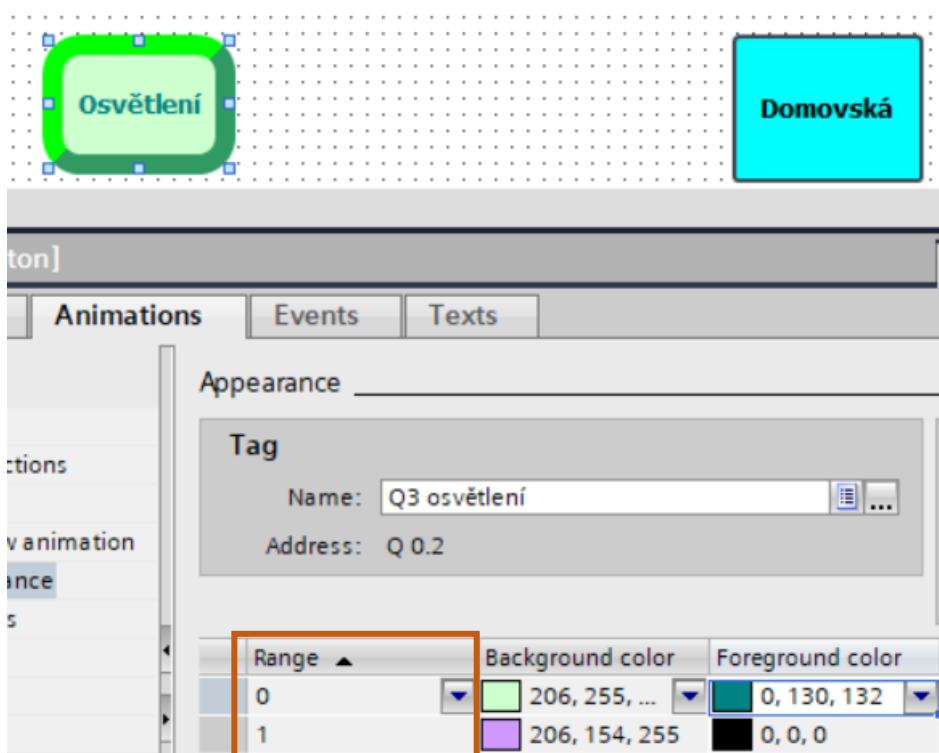 Osvětlení
Domovská
ton]
Animations Events Texts
Appearance
Tag
ctions
Name: Q3 osvětlení ...
w animation
Address: Q 0.2
ance
s
Range Background color Foreground color
0 206, 255, ... 0, 130, 132
1 206, 154, 255 0, 0, 0